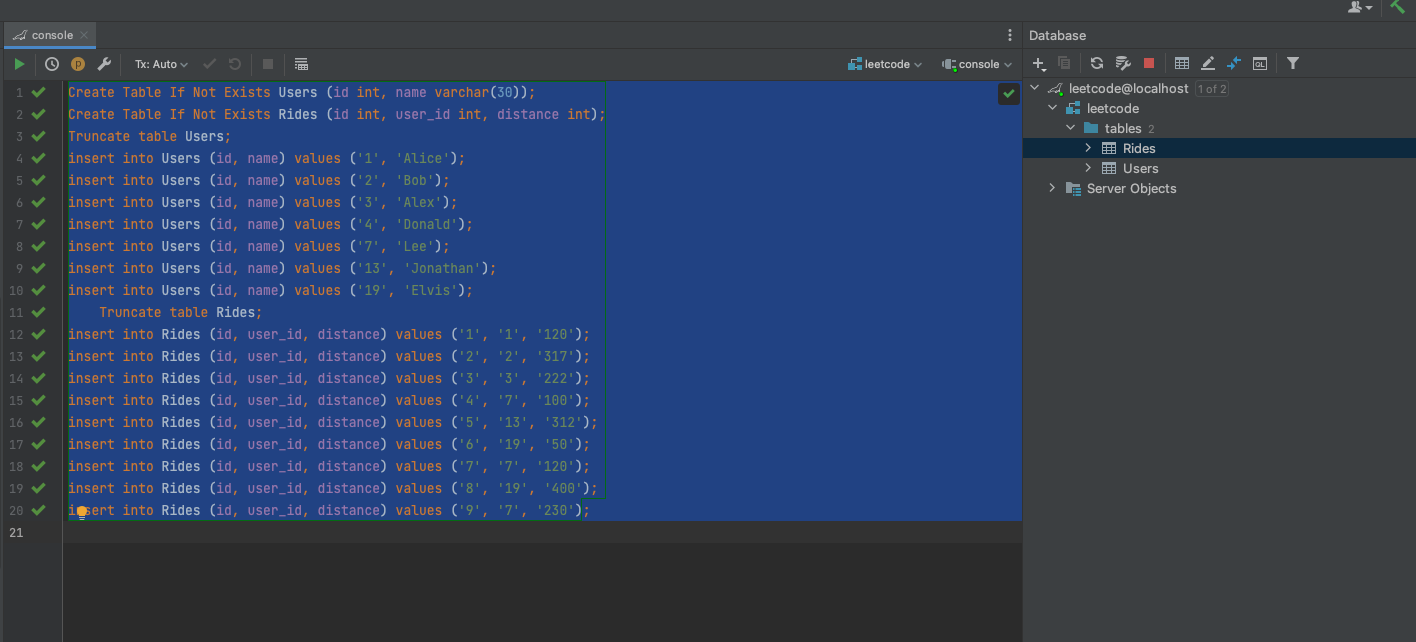 console
Database
Tx: Auto
leetcode
console
1 Create Table If Not Exists Users (id int, name varchar(30));
2 Create Table If Not Exists Rides (id int, user_id int, distance int);
3 Truncate table Users;
4 insert into Users (id, name) values ('1', 'Alice');
5 insert into Users (id, name) values ('2', 'Bob');
6 insert into Users (id, name) values ('3', 'Alex');
7 insert into Users (id, name) values ('4', 'Donald');
8 insert into Users (id, name) values ('7', 'Lee');
9 insert into Users (id, name) values ('13', 'Jonathan');
10 insert into Users (id, name) values ('19', 'Elvis');
11 Truncate table Rides;
12 insert into Rides (id, user_id, distance) values ('1', '1', '120');
13 insert into Rides (id, user_id, distance) values ('2', '2', '317');
14 insert into Rides (id, user_id, distance) values ('3', '3', '222');
15 insert into Rides (id, user_id, distance) values ('4', '7', '100');
16 insert into Rides (id, user_id, distance) values ('5', '13', '312');
17 insert into Rides (id, user_id, distance) values ('6', '19', '50');
18 insert into Rides (id, user_id, distance) values ('7', '7', '120');
19 insert into Rides (id, user_id, distance) values ('8', '19', '400');
20 insert into Rides (id, user_id, distance) values ('9', '7', '230');
21
QL
leetcode@localhost 1 of 2
leetcode
tables 2
Rides
Users
Server Objects